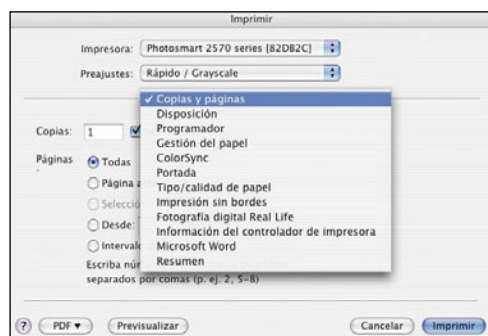 Imprimir
Impresora: Photosmart 2570 series [82DB2C]
Preajustes: Rápido / Grayscale
✓ Copias y páginas
Disposición
Copias: 1
Programador
Gestión del papel
ColorSync
Páginas
Todas
Portada
Página a
Tipo/calidad de papel
Selecció
Impresión sin bordes
Desde:
Fotografía digital Real Life
Información del controlador de impresora
Intervalo
Microsoft Word
Escriba núm
Resumen
separados por comas (p. ej. 2, 5-8)
? PDF▼ Previsualizar Cancelar Imprimir